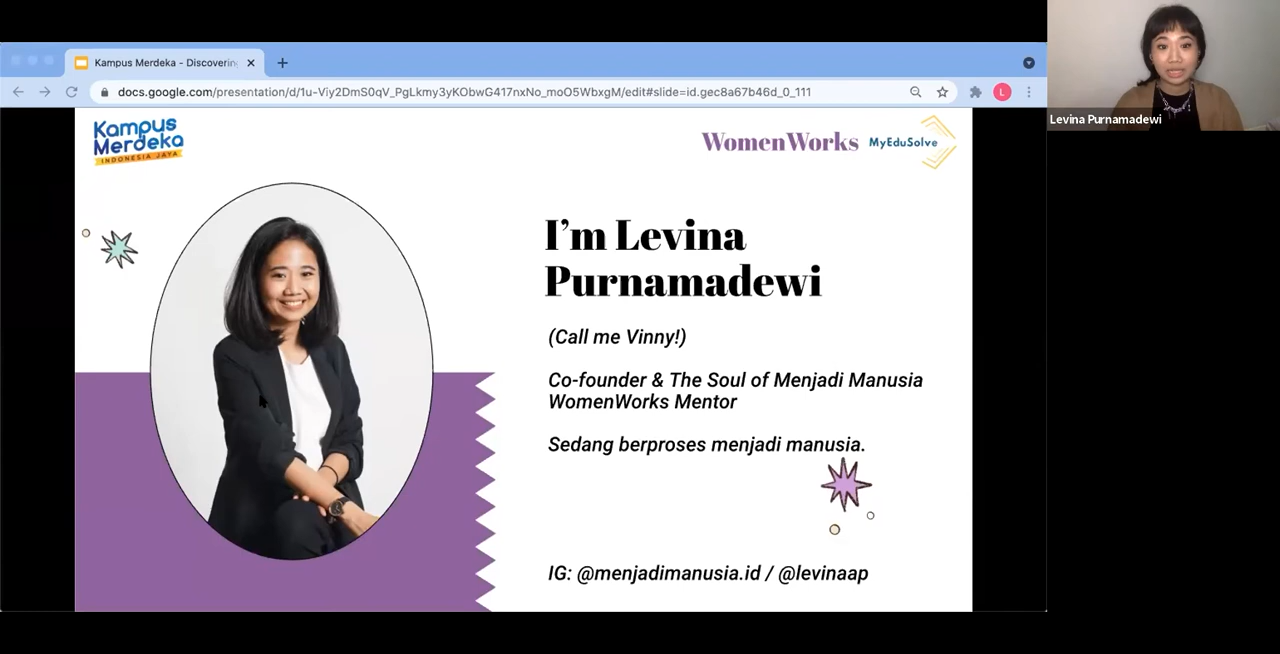 Kampus Merdeka - Discovering
docs.google.com/presentation/d/1u-Viy2DmS0qV_PgLkmy3yKObwG417nxNo_moO5WbxgM/edit#slide=id.gec8a67b46d_0_111
L
Levina Purnamadewi
Kampus
Merdeka
INDONESIA JAYA
WomenWorks
MyEduSolve
I'm Levina
Purnamadewi
(Call me Vinny!)
Co-founder & The Soul of Menjadi Manusia
WomenWorks Mentor
Sedang berproses menjadi manusia.
IG: @menjadimanusia.id / @levinaap